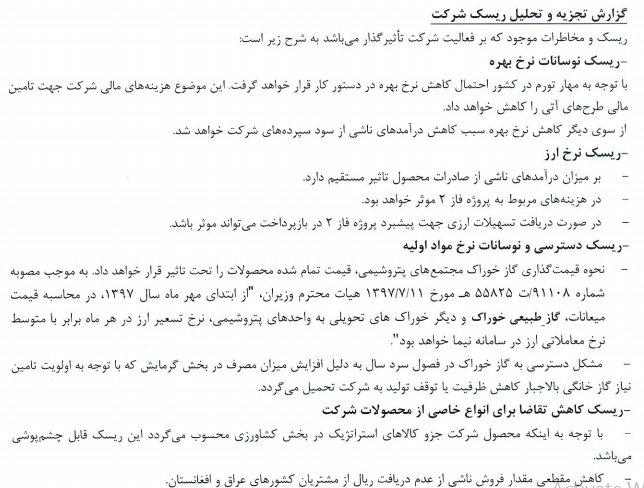 گزارش تجزیه و تحلیل ریسک شرکت
ریسک و مخاطرات موجود که بر فعالیت شرکت تأثیرگذار می‌باشد به شرح زیر است:
-ریسک نوسانات نرخ بهره
با توجه به مهار تورم در کشور احتمال کاهش نرخ بهره در دستور کار قرار خواهد گرفت. این موضوع هزینه‌های مالی شرکت جهت تامین
مالی طرح‌های آتی را کاهش خواهد داد.
از سوی دیگر کاهش نرخ بهره سبب کاهش درآمدهای ناشی از سود سپرده‌های شرکت خواهد شد.
-ریسک نرخ ارز
- بر میزان درآمدهای ناشی از صادرات محصول تاثیر مستقیم دارد.
- در هزینه‌های مربوط به پروژه فاز ۲ موثر خواهد بود.
- در صورت دریافت تسهیلات ارزی جهت پیشبرد پروژه فاز ۲ در بازپرداخت می‌تواند موثر باشد.
-ریسک دسترسی و نوسانات نرخ مواد اولیه
- نحوه قیمت‌گذاری گاز خوراک مجتمع‌های پتروشیمی، قیمت تمام شده محصولات را تحت تاثیر قرار خواهد داد. به موجب مصوبه
شماره ۹۱۱۰۸/ت ۵۵۸۲۵ هـ مورخ ۱۳۹۷/۷/۱۱ هیات محترم وزیران، "از ابتدای مهر ماه سال ۱۳۹۷، در محاسبه قیمت
میعانات، گاز طبیعی خوراک و دیگر خوراک های تحویلی به واحدهای پتروشیمی، نرخ تسعیر ارز در هر ماه برابر با متوسط
نرخ معاملاتی ارز در سامانه نیما خواهد بود".
- مشکل دسترسی به گاز خوراک در فصول سرد سال به دلیل افزایش میزان مصرف در بخش گرمایش که با توجه به اولویت تامین
نیاز گاز خانگی بالاجبار کاهش ظرفیت یا توقف تولید به شرکت تحمیل می‌گردد.
-ریسک کاهش تقاضا برای انواع خاصی از محصولات شرکت
- با توجه به اینکه محصول شرکت جزو کالاهای استراتژیک در بخش کشاورزی محسوب می‌گردد این ریسک قابل چشم‌پوشی
می‌باشد.
- کاهش مقطعی مقدار فروش ناشی از عدم دریافت ریال از مشتریان کشورهای عراق و افغانستان.